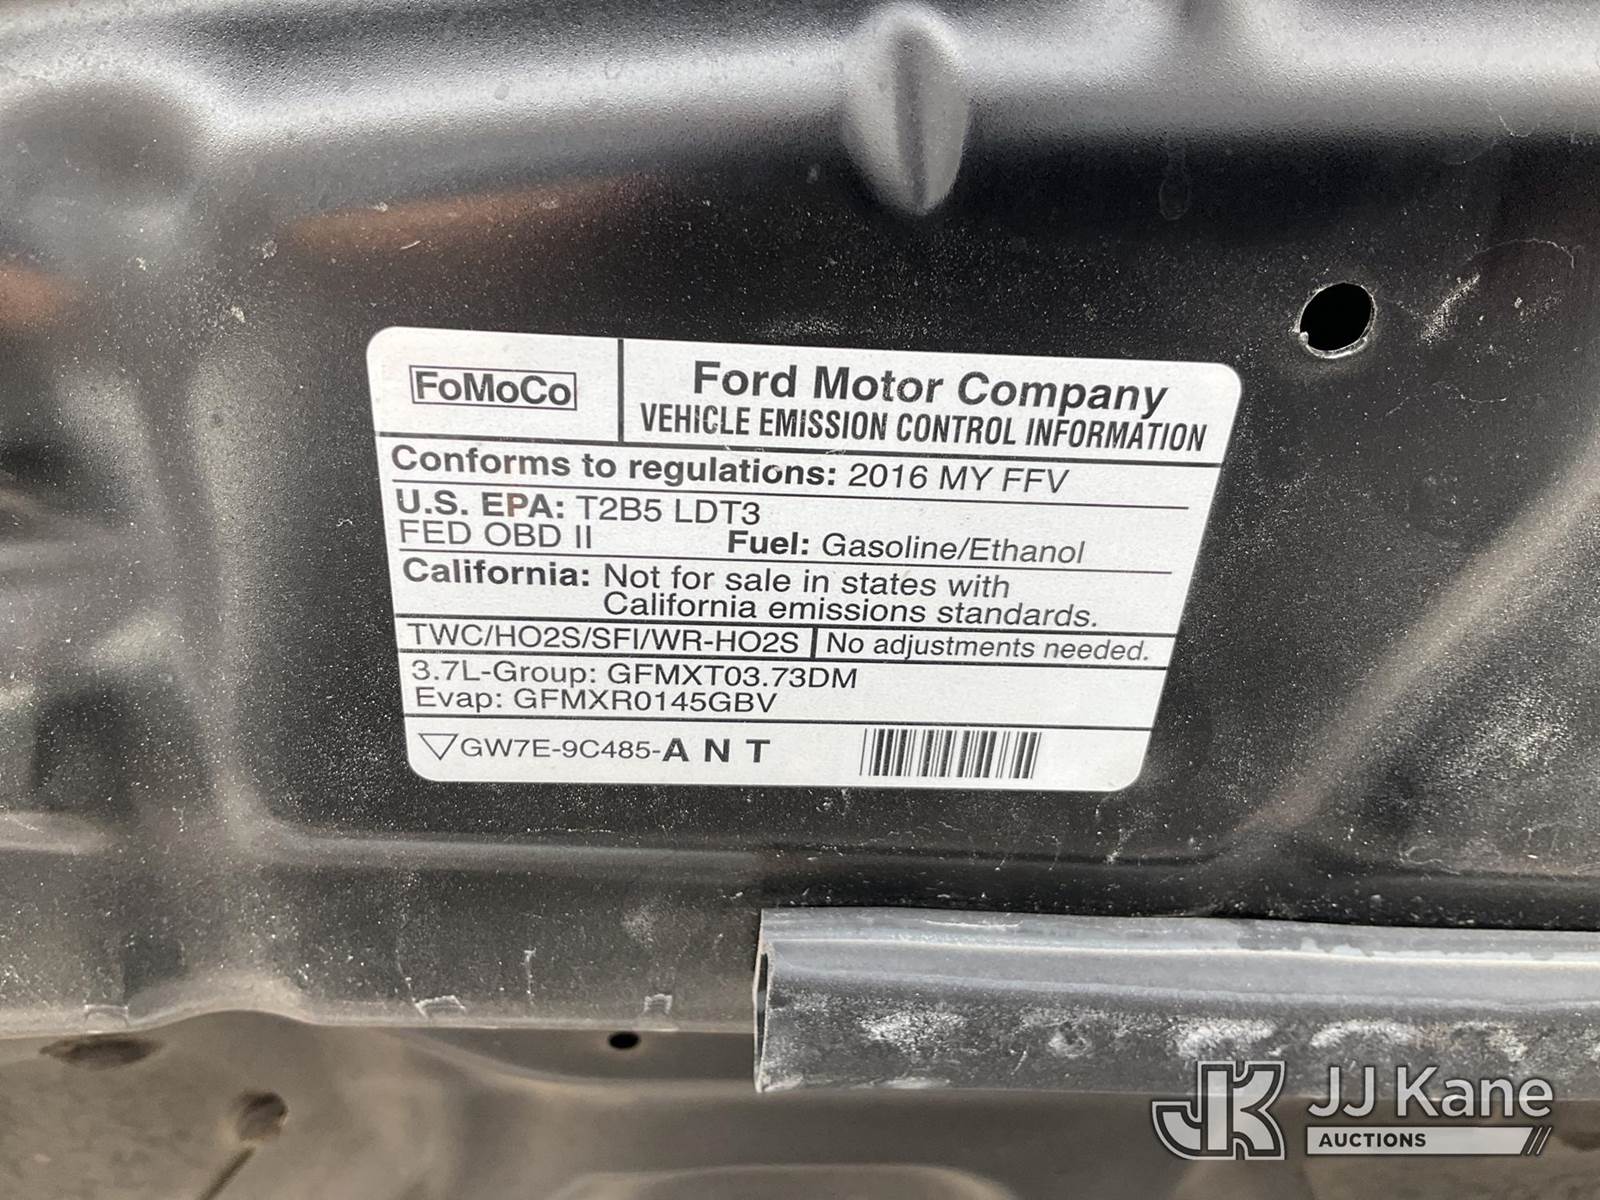 FoMoCo
Ford Motor Company
VEHICLE EMISSION CONTROL INFORMATION
Conforms to regulations: 2016 MY FFV
U.S. EPA: T2B5 LDT3
FED OBD II Fuel: Gasoline/Ethanol
California: Not for sale in states with
California emissions standards.
TWC/HO2S/SFI/WR-HO2S No adjustments needed.
3.7L-Group: GFMXT03.73DM
Evap: GFMXR0145GBV
GW7E-9C485-A N T
JK JJ Kane
AUCTIONS